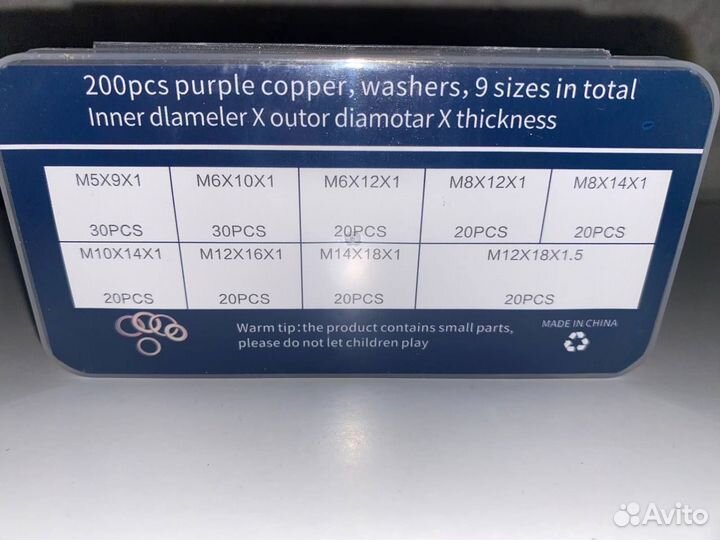 200pcs purple copper, washers, 9 sizes in total
Inner dlameler X outor diamotar X thickness
M5X9X1 M6X10X1 M6X12X1 M8X12X1 M8X14X1
30PCS 30PCS 20PCS 20PCS 20PCS
M10X14X1 M12X16X1 M14X18X1 M12X18X1.5
20PCS 20PCS 20PCS 20PCS
Warm tip:the product contains small parts,
please do not let children play
MADE IN CHINA
Avito